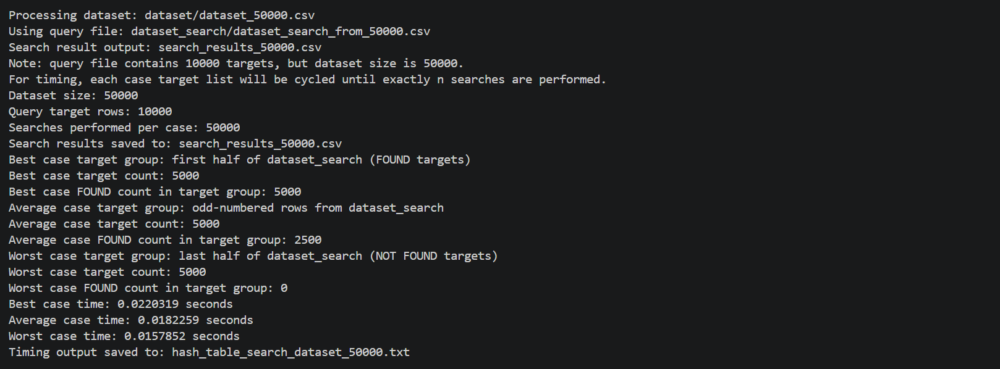 Processing dataset: dataset/dataset_50000.csv
Using query file: dataset_search/dataset_search_from_50000.csv
Search result output: search_results_50000.csv
Note: query file contains 10000 targets, but dataset size is 50000.
For timing, each case target list will be cycled until exactly n searches are performed.
Dataset size: 50000
Query target rows: 10000
Searches performed per case: 50000
Search results saved to: search_results_50000.csv
Best case target group: first half of dataset_search (FOUND targets)
Best case target count: 5000
Best case FOUND count in target group: 5000
Average case target group: odd-numbered rows from dataset_search
Average case target count: 5000
Average case FOUND count in target group: 2500
Worst case target group: last half of dataset_search (NOT FOUND targets)
Worst case target count: 5000
Worst case FOUND count in target group: 0
Best case time: 0.0220319 seconds
Average case time: 0.0182259 seconds
Worst case time: 0.0157852 seconds
Timing output saved to: hash_table_search_dataset_50000.txt